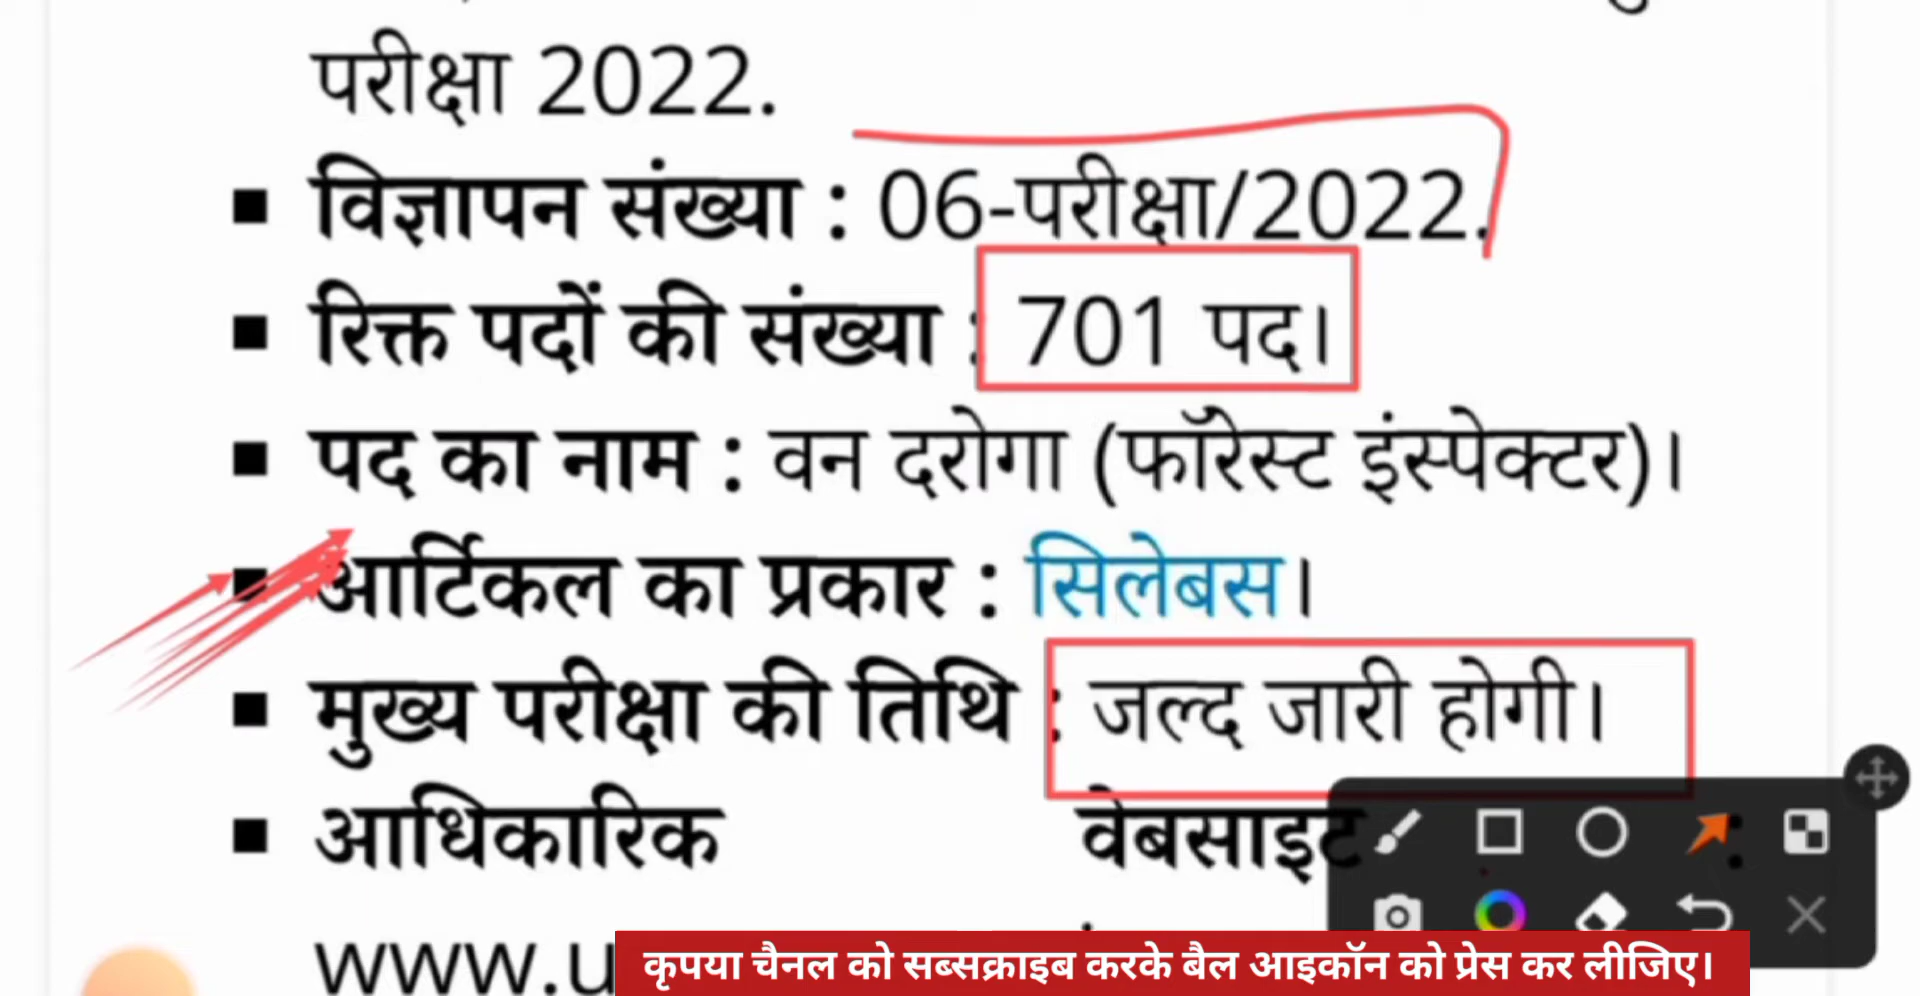 परीक्षा 2022.
▪ विज्ञापन संख्या : 06-परीक्षा/2022.
▪ रिक्त पदों की संख्या : 701 पद।
▪ पद का नाम : वन दरोगा (फॉरेस्ट इंस्पेक्टर)।
▪ आर्टिकल का प्रकार : सिलेबस।
▪ मुख्य परीक्षा की तिथि : जल्द जारी होगी।
▪ आधिकारिक वेबसाइट :
www.u
कृपया चैनल को सब्सक्राइब करके बैल आइकॉन को प्रेस कर लीजिए।